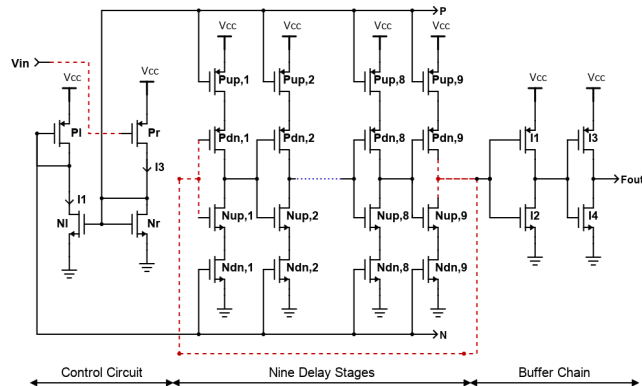 P
Vcc Vcc Vcc Vcc
Vin
Vcc Vcc Vcc Vcc
Pup,1 Pup,2 Pup,8 Pup,9
Pl Pr Pdn,1 Pdn,2 Pdn,8 Pdn,9 I1 I3
I3
Fout
I1
Nl Nr Nup,1 Nup,2 Nup,8 Nup,9 I2 I4
Ndn,1 Ndn,2 Ndn,8 Ndn,9
N
Control Circuit Nine Delay Stages Buffer Chain